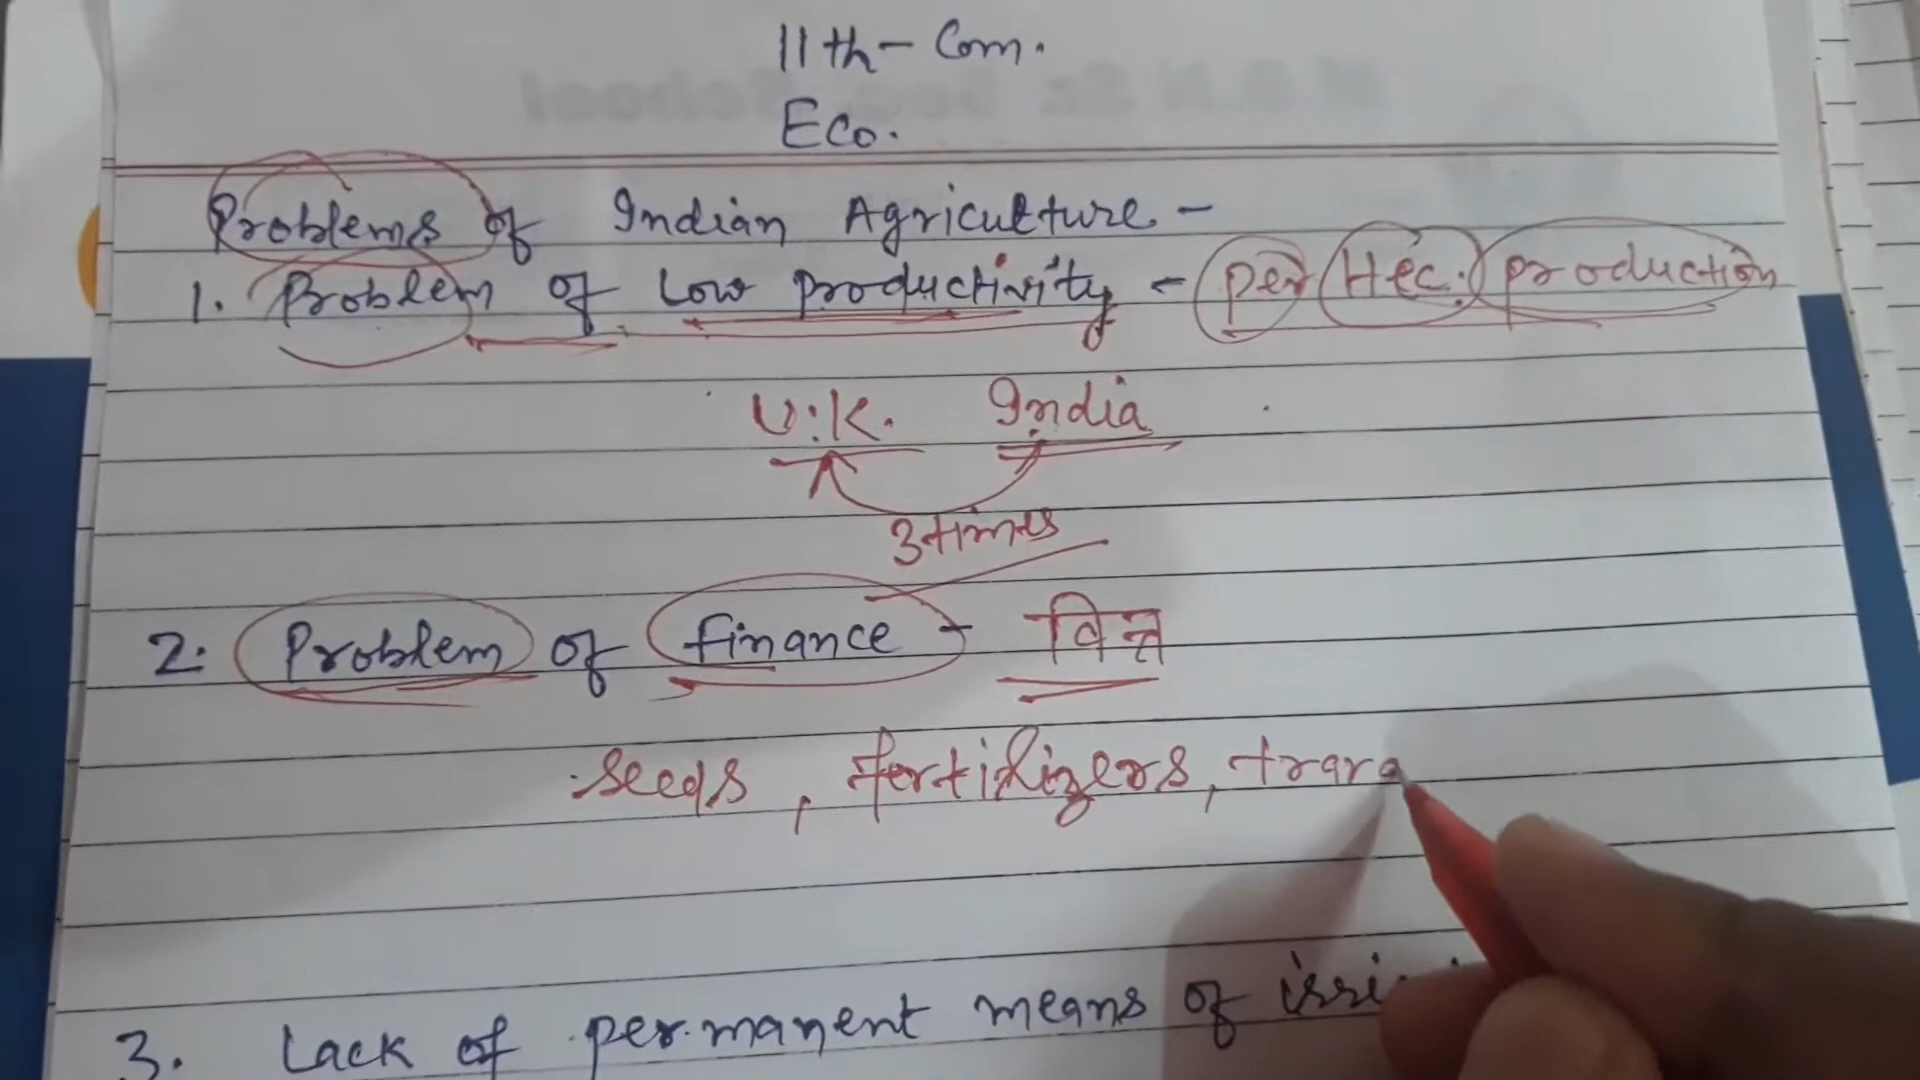 11th - Com.
Eco.
Problems of Indian Agriculture -
1. Problem of Low Productivity - per Hec. production
U.K. India
3 times
2. Problem of finance - वित्त
seeds, fertilizers,
3. Lack of permanent means of